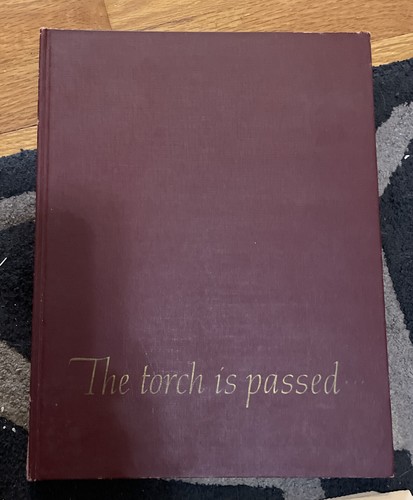 The torch is passed...